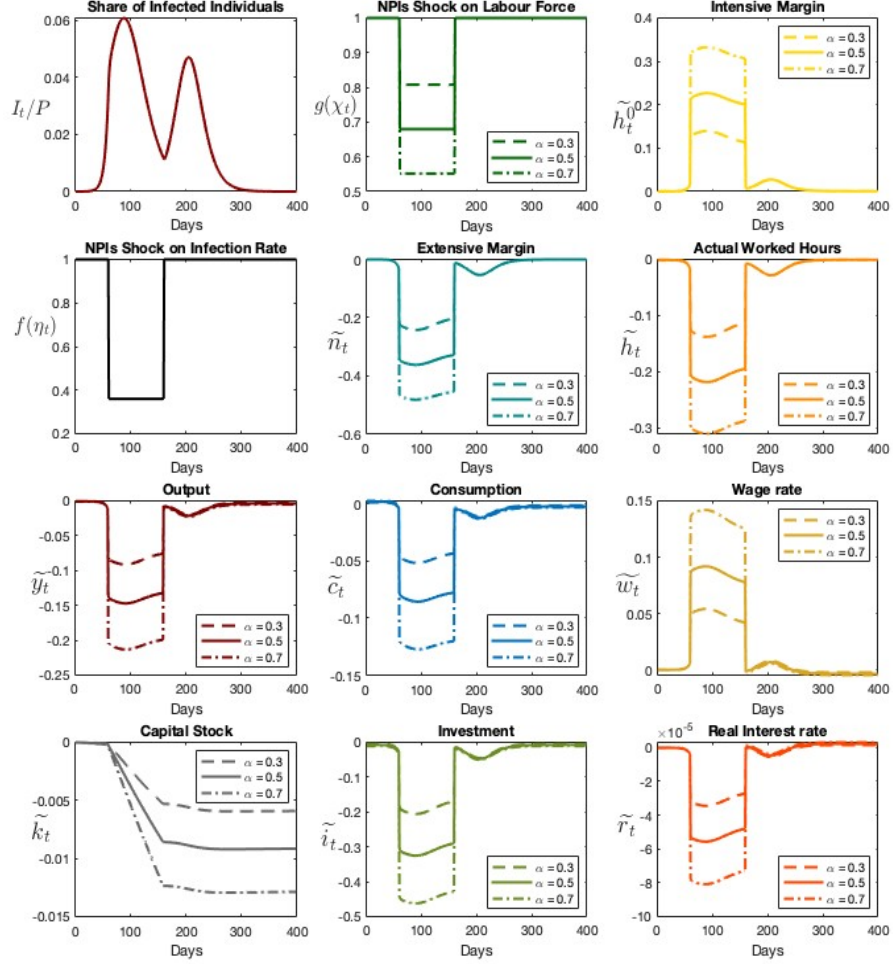 Share of Infected Individuals
0.06
0.04
I_t/P
0.02
0
0 100 200 300 400
Days
NPIs Shock on Labour Force
1
0.9
0.8
g(χ_t)
0.7
0.6
0.5
α = 0.3
α = 0.5
α = 0.7
0 100 200 300 400
Days
Intensive Margin
0.4
0.3
0.2
h̃_t^0
0.1
0
α = 0.3
α = 0.5
α = 0.7
0 100 200 300 400
Days
NPIs Shock on Infection Rate
1
0.8
f(η_t)
0.6
0.4
0.2
0 100 200 300 400
Days
Extensive Margin
0
-0.2
ñ_t
-0.4
-0.6
α = 0.3
α = 0.5
α = 0.7
0 100 200 300 400
Days
Actual Worked Hours
0
-0.1
h̃_t
-0.2
-0.3
α = 0.3
α = 0.5
α = 0.7
0 100 200 300 400
Days
Output
0
-0.05
-0.1
ỹ_t
-0.15
-0.2
-0.25
α = 0.3
α = 0.5
α = 0.7
0 100 200 300 400
Days
Consumption
0
-0.05
c̃_t
-0.1
-0.15
α = 0.3
α = 0.5
α = 0.7
0 100 200 300 400
Days
Wage rate
0.15
0.1
w̃_t
0.05
0
α = 0.3
α = 0.5
α = 0.7
0 100 200 300 400
Days
Capital Stock
0
-0.005
k̃_t
-0.01
-0.015
α = 0.3
α = 0.5
α = 0.7
0 100 200 300 400
Days
Investment
0
-0.1
-0.2
ĩ_t
-0.3
-0.4
-0.5
α = 0.3
α = 0.5
α = 0.7
0 100 200 300 400
Days
Real Interest rate
×10^-5
0
-2
-4
r̃_t
-6
-8
-10
α = 0.3
α = 0.5
α = 0.7
0 100 200 300 400
Days